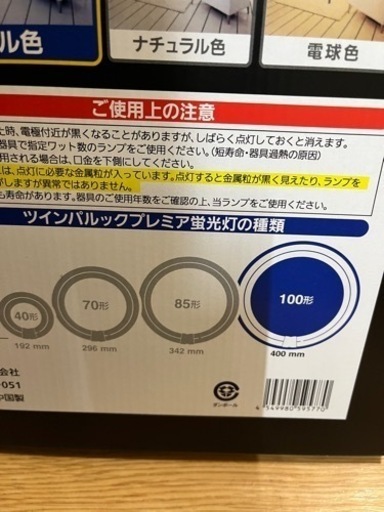 ル色
ナチュラル色
電球色
ご使用上の注意
上時、電極付近が黒くなることがありますが、しばらく点灯しておくと消えます。
器具で指定ワット数のランプをご使用ください。(短寿命・器具過熱の原因)
用される場合は、口金を下側にしてください。
は、点灯に必要な金属粒が入っています。点灯すると金属粒が黒く見えたり、ランプを
がしますが異常ではありません。
も寿命があります。器具のご使用年数をご確認の上、当ランプをご使用ください。
ツインパルックプレミア蛍光灯の種類
40形
70形
85形
100形
192 mm
296 mm
342 mm
400 mm
会社
051
中国製
ダンボール
4 549980 595770